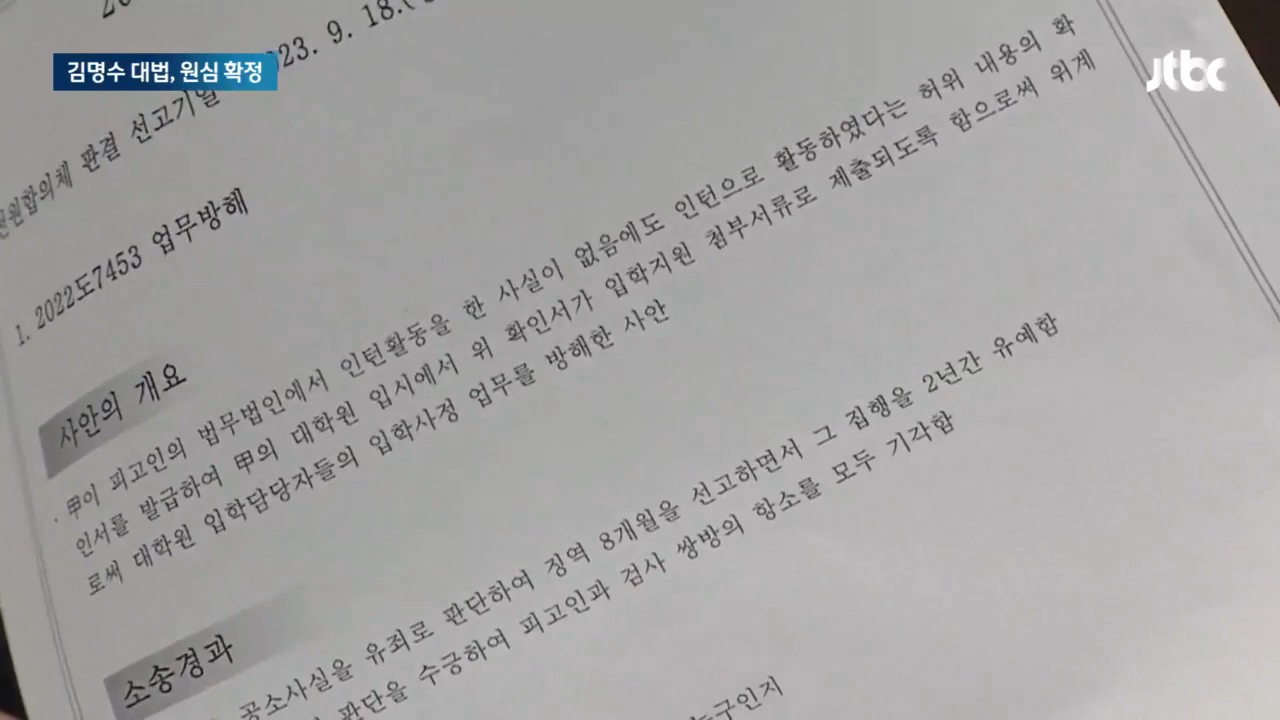 김명수 대법, 원심 확정
jtbc
23. 9. 18.
전원합의체 판결 선고기일
1. 2022도7453 업무방해
사안의 개요
· 甲이 피고인의 법무법인에서 인턴활동을 한 사실이 없음에도 인턴으로 활동하였다는 허위 내용의 확
인서를 발급하여 甲의 대학원 입시에서 위 확인서가 입학지원 첨부서류로 제출되도록 함으로써 위계
로써 대학원 입학담당자들의 입학사정 업무를 방해한 사안
소송경과
공소사실을 유죄로 판단하여 징역 8개월을 선고하면서 그 집행을 2년간 유예함
판단을 수긍하여 피고인과 검사 쌍방의 항소를 모두 기각함